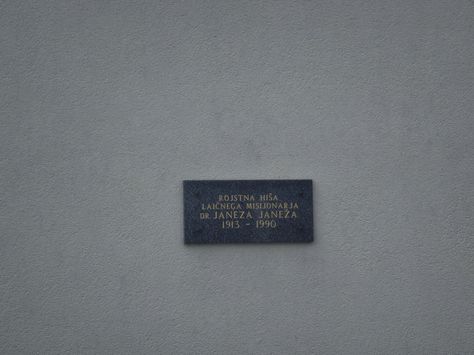 ROJSTNA HIŠA
LAIČNEGA MISIJONARJA
DR JANEZA JANEŽA
1913 - 1990